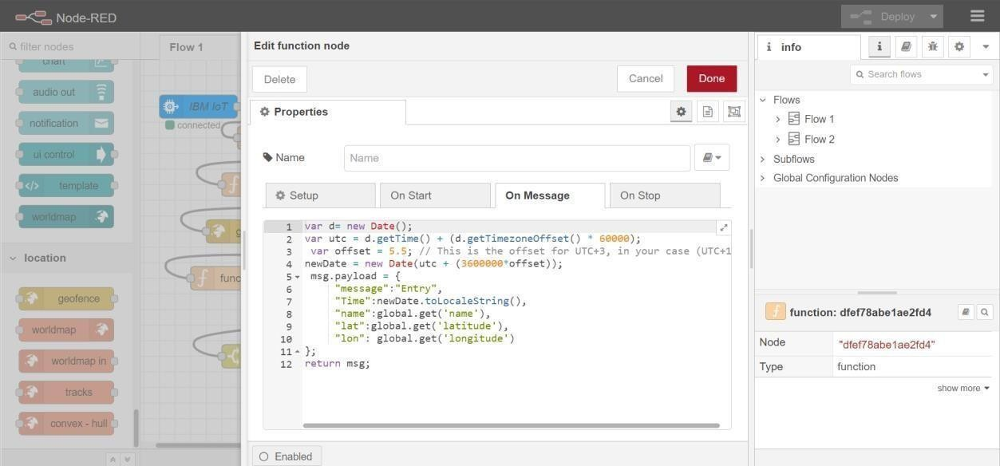 Node-RED
Deploy
filter nodes
chart
audio out
notification
ui control
template
worldmap
location
geofence
worldmap
worldmap in
tracks
convex - hull
Flow 1
IBM IoT
connected
g
func
Edit function node
Delete
Cancel
Done
Properties
Name
Name
Setup
On Start
On Message
On Stop
1 var d= new Date();
2 var utc = d.getTime() + (d.getTimezoneOffset() * 60000);
3 var offset = 5.5; // This is the offset for UTC+3, in your case (UTC+1
4 newDate = new Date(utc + (3600000*offset));
5 msg.payload = {
6 "message":"Entry",
7 "Time":newDate.toLocaleString(),
8 "name":global.get('name'),
9 "lat":global.get('latitude'),
10 "lon": global.get('longitude')
11 };
12 return msg;
Enabled
i info
i
Search flows
Flows
Flow 1
Flow 2
Subflows
Global Configuration Nodes
function: dfef78abe1ae2fd4
Node "dfef78abe1ae2fd4"
Type function
show more